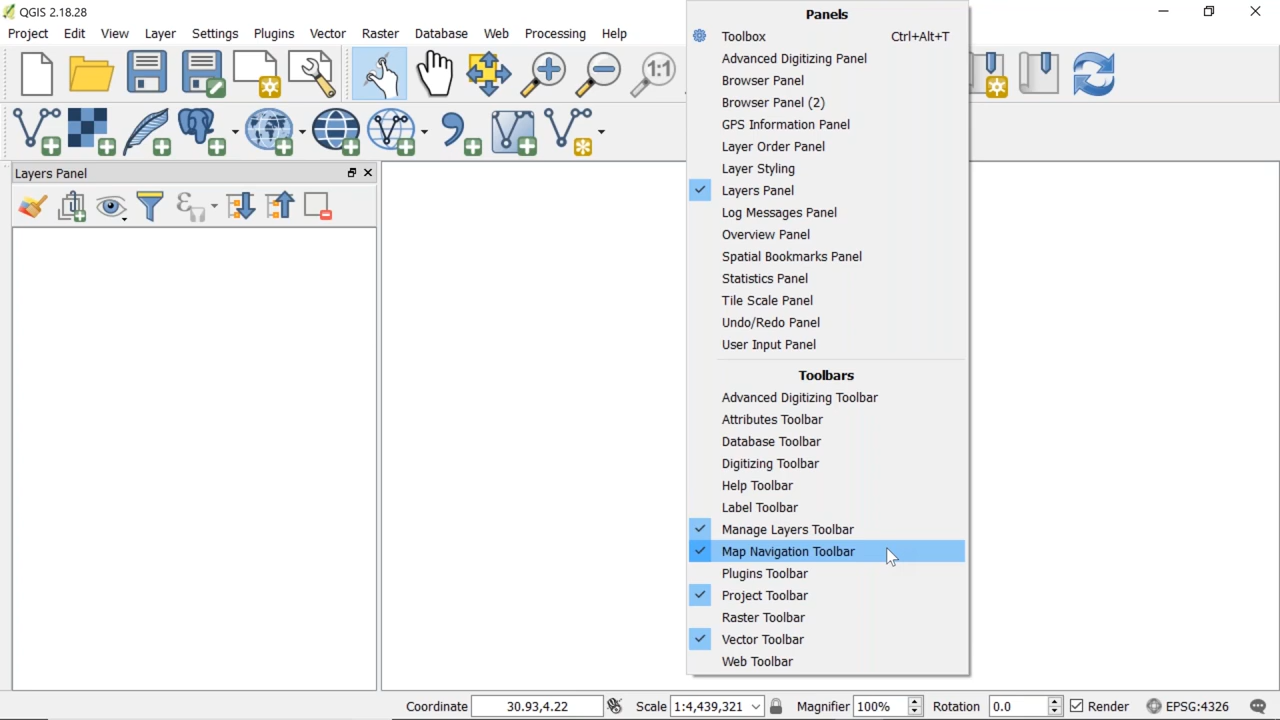 QGIS 2.18.28
Project Edit View Layer Settings Plugins Vector Raster Database Web Processing Help
1:1
Layers Panel
Panels
Toolbox Ctrl+Alt+T
Advanced Digitizing Panel
Browser Panel
Browser Panel (2)
GPS Information Panel
Layer Order Panel
Layer Styling
Layers Panel
Log Messages Panel
Overview Panel
Spatial Bookmarks Panel
Statistics Panel
Tile Scale Panel
Undo/Redo Panel
User Input Panel
Toolbars
Advanced Digitizing Toolbar
Attributes Toolbar
Database Toolbar
Digitizing Toolbar
Help Toolbar
Label Toolbar
Manage Layers Toolbar
Map Navigation Toolbar
Plugins Toolbar
Project Toolbar
Raster Toolbar
Vector Toolbar
Web Toolbar
Coordinate 30.93,4.22 Scale 1:4,439,321 Magnifier 100% Rotation 0.0 Render EPSG:4326